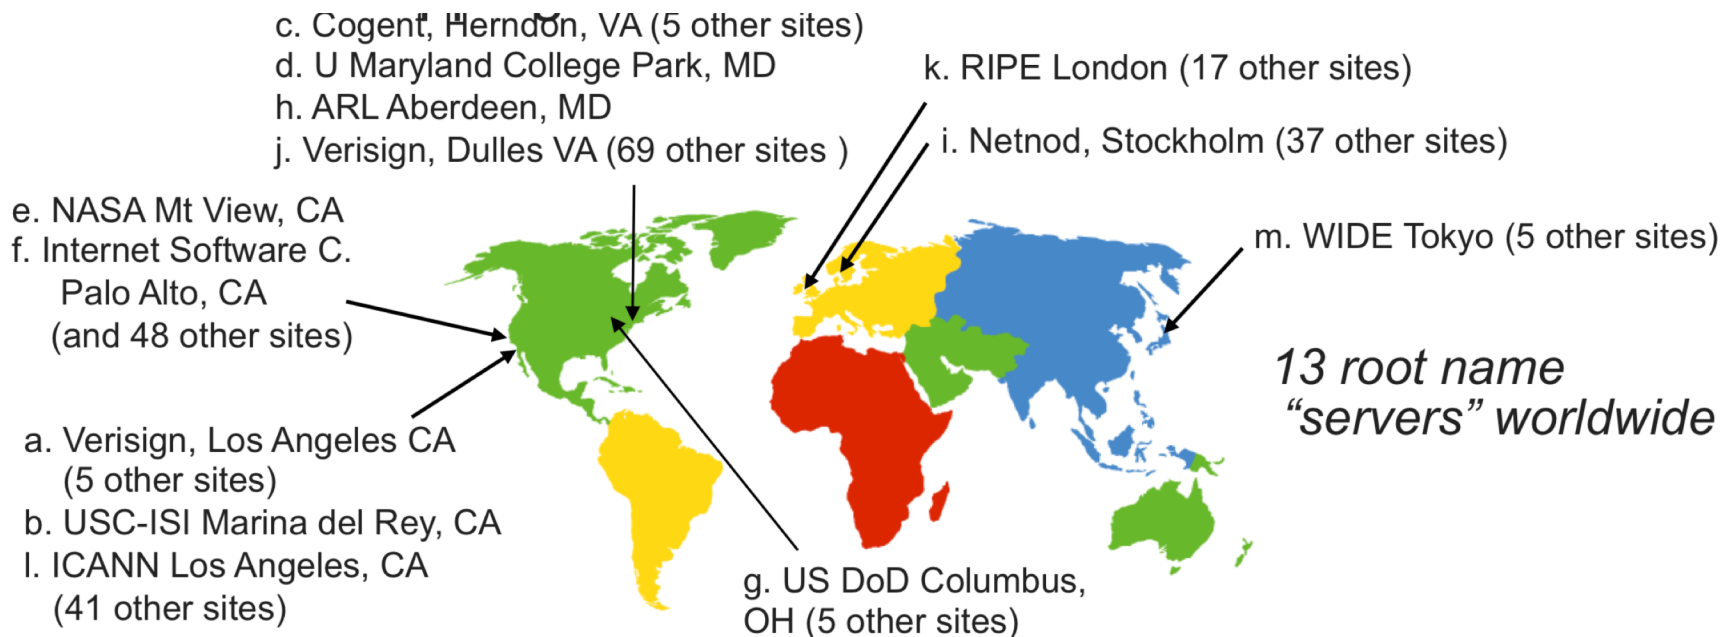 c. Cogent, Herndon, VA (5 other sites)
d. U Maryland College Park, MD
h. ARL Aberdeen, MD
j. Verisign, Dulles VA (69 other sites )
k. RIPE London (17 other sites)
i. Netnod, Stockholm (37 other sites)
e. NASA Mt View, CA
f. Internet Software C.
Palo Alto, CA
(and 48 other sites)
m. WIDE Tokyo (5 other sites)
13 root name
“servers” worldwide
a. Verisign, Los Angeles CA
(5 other sites)
b. USC-ISI Marina del Rey, CA
l. ICANN Los Angeles, CA
(41 other sites)
g. US DoD Columbus,
OH (5 other sites)